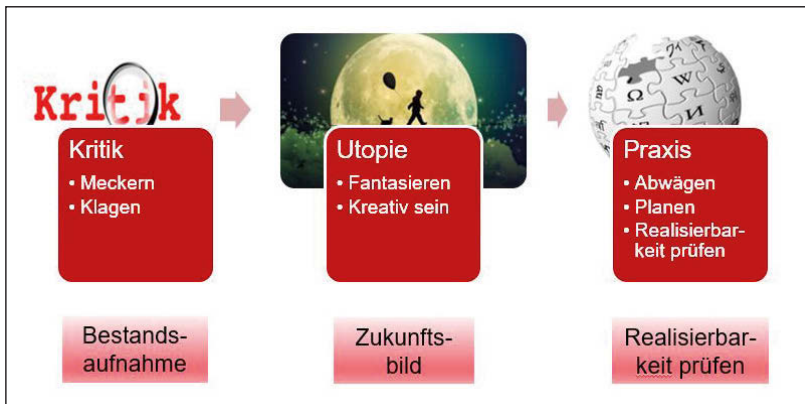 Kritik
Kritik
• Meckern
• Klagen
Bestands-
aufnahme
Utopie
• Fantasieren
• Kreativ sein
Zukunfts-
bild
Ω
W
И
Praxis
• Abwägen
• Planen
• Realisierbar-
keit prüfen
Realisierbar-
keit prüfen